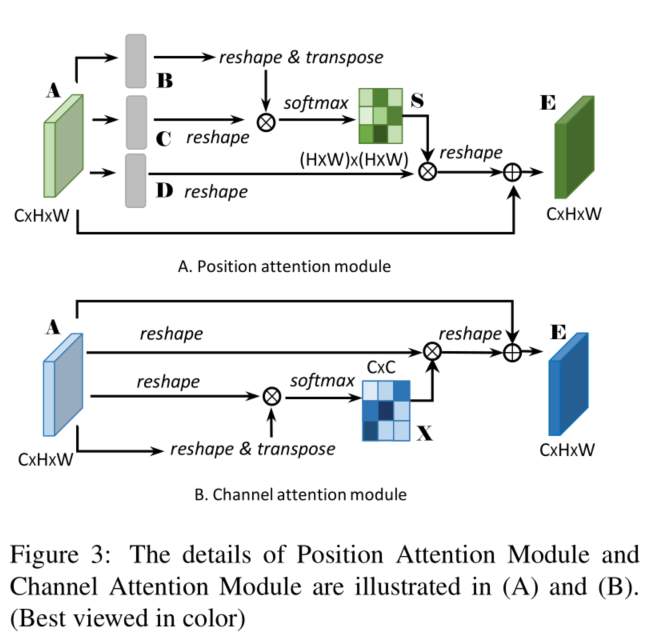 B
reshape & transpose
A
softmax
S
E
C
reshape
(HxW)x(HxW)
reshape
D
reshape
CxHxW
CxHxW
A. Position attention module
A
reshape
reshape
E
CxC
reshape
softmax
X
reshape & transpose
CxHxW
CxHxW
B. Channel attention module
Figure 3: The details of Position Attention Module and
Channel Attention Module are illustrated in (A) and (B).
(Best viewed in color)